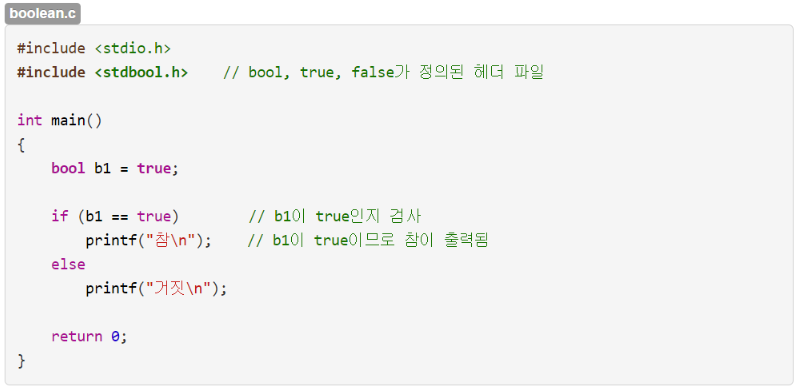 boolean.c
#include <stdio.h>
#include <stdbool.h>    // bool, true, false가 정의된 헤더 파일
int main()
{
    bool b1 = true;
    if (b1 == true)        // b1이 true인지 검사
        printf("참\n");    // b1이 true이므로 참이 출력됨
    else
        printf("거짓\n");
    return 0;
}